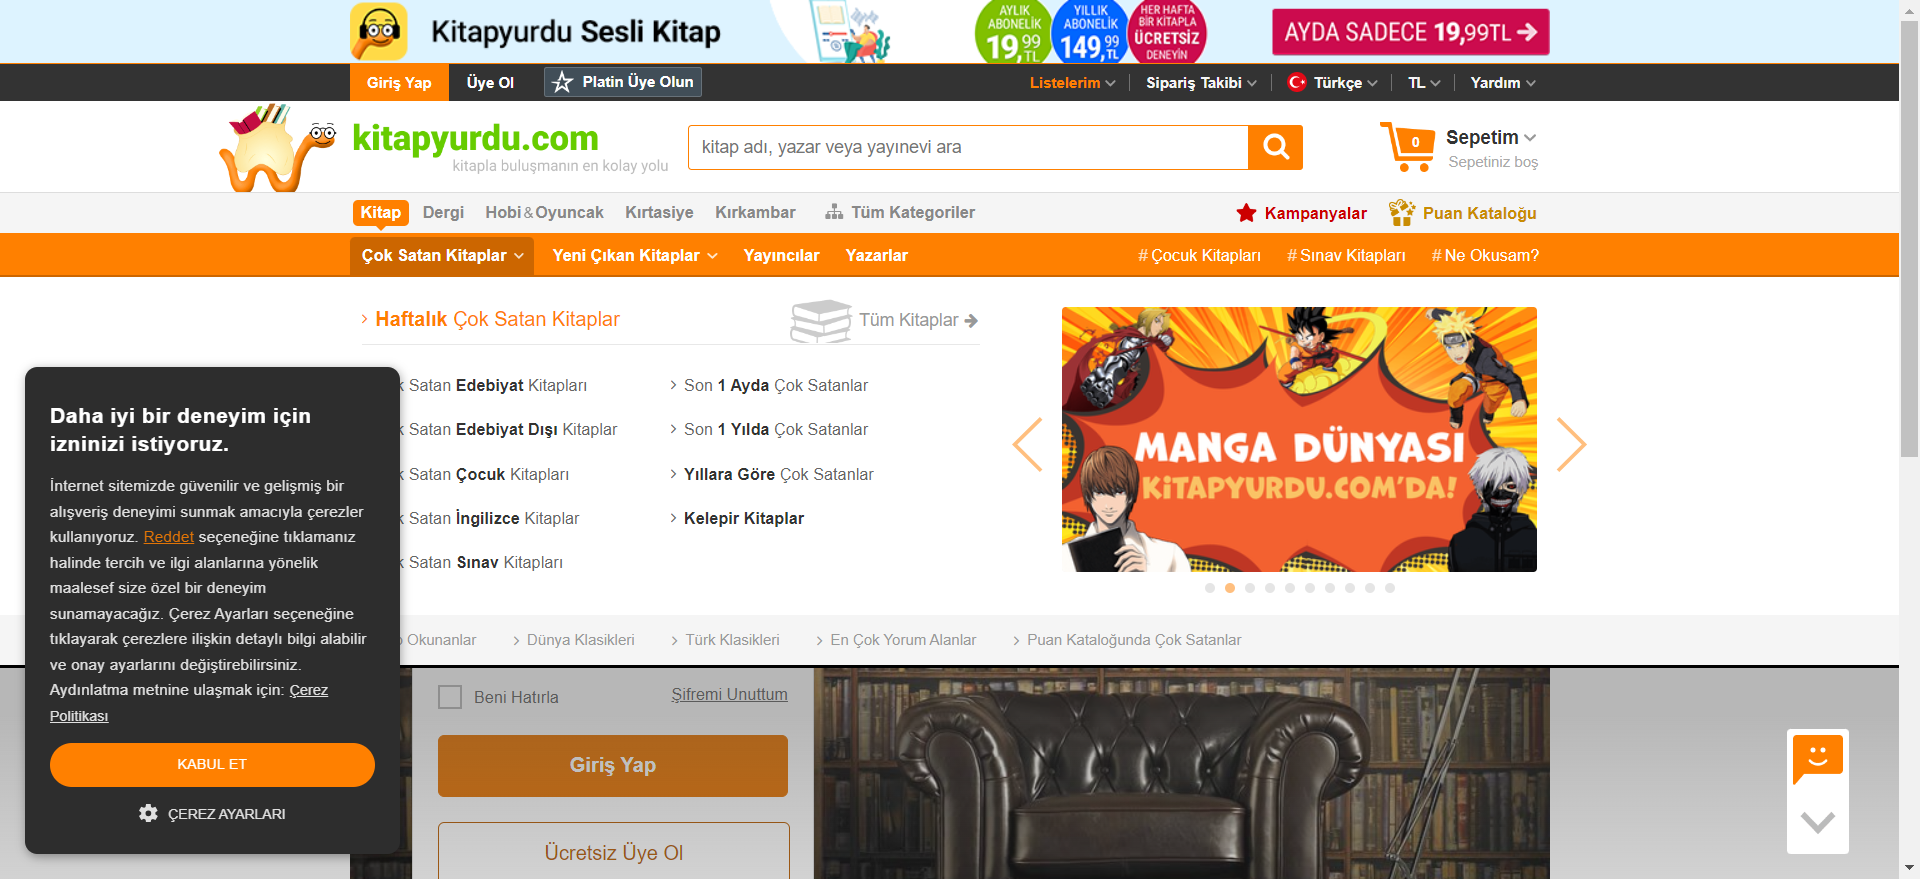 Kitapyurdu Sesli Kitap
AYLIK ABONELİK 19,99 TL
YILLIK ABONELİK 149,99 TL
HER HAFTA BİR KİTAPLA ÜCRETSİZ DENEYİN
AYDA SADECE 19,99TL
Giriş Yap
Üye Ol
Platin Üye Olun
Listelerim
Sipariş Takibi
Türkçe
TL
Yardım
kitapyurdu.com
kitapla buluşmanın en kolay yolu
kitap adı, yazar veya yayınevi ara
0
Sepetim
Sepetiniz boş
Kitap
Dergi
Hobi & Oyuncak
Kırtasiye
Kırkambar
Tüm Kategoriler
Kampanyalar
Puan Kataloğu
Çok Satan Kitaplar
Yeni Çıkan Kitaplar
Yayıncılar
Yazarlar
# Çocuk Kitapları
# Sınav Kitapları
# Ne Okusam?
Haftalık Çok Satan Kitaplar
Tüm Kitaplar
k Satan Edebiyat Kitapları
Son 1 Ayda Çok Satanlar
k Satan Edebiyat Dışı Kitaplar
Son 1 Yılda Çok Satanlar
k Satan Çocuk Kitapları
Yıllara Göre Çok Satanlar
k Satan İngilizce Kitaplar
Kelepir Kitaplar
k Satan Sınav Kitapları
MANGA DÜNYASI
KİTAPYURDU.COM'DA!
Okunanlar
Dünya Klasikleri
Türk Klasikleri
En Çok Yorum Alanlar
Puan Kataloğunda Çok Satanlar
Daha iyi bir deneyim için
izninizi istiyoruz.
İnternet sitemizde güvenilir ve gelişmiş bir
alışveriş deneyimi sunmak amacıyla çerezler
kullanıyoruz. Reddet seçeneğine tıklamanız
halinde tercih ve ilgi alanlarına yönelik
maalesef size özel bir deneyim
sunamayacağız. Çerez Ayarları seçeneğine
tıklayarak çerezlere ilişkin detaylı bilgi alabilir
ve onay ayarlarını değiştirebilirsiniz.
Aydınlatma metnine ulaşmak için: Çerez
Politikası
KABUL ET
ÇEREZ AYARLARI
Beni Hatırla
Şifremi Unuttum
Giriş Yap
Ücretsiz Üye Ol